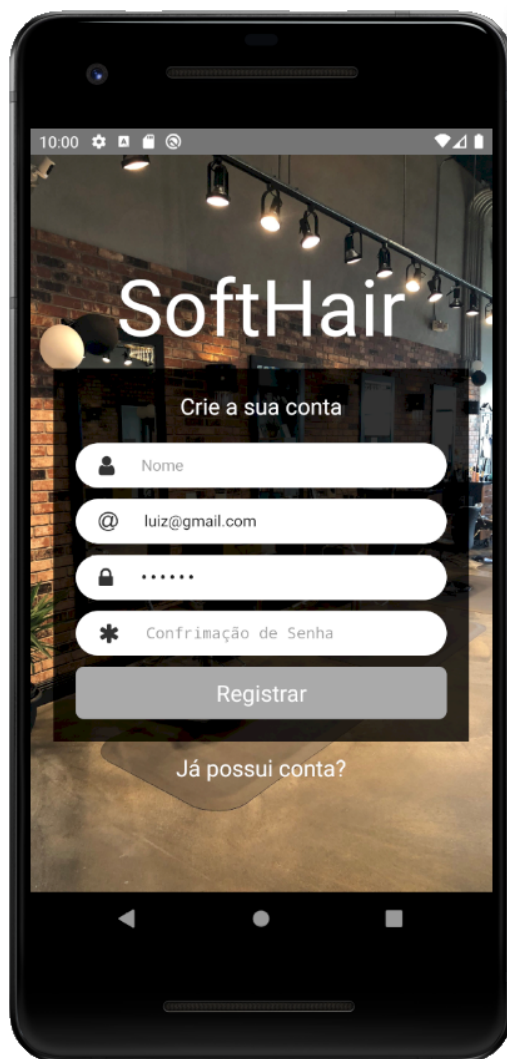 10:00
SoftHair
Crie a sua conta
Nome
@ luiz@gmail.com
••••••
Confrimação de Senha
Registrar
Já possui conta?